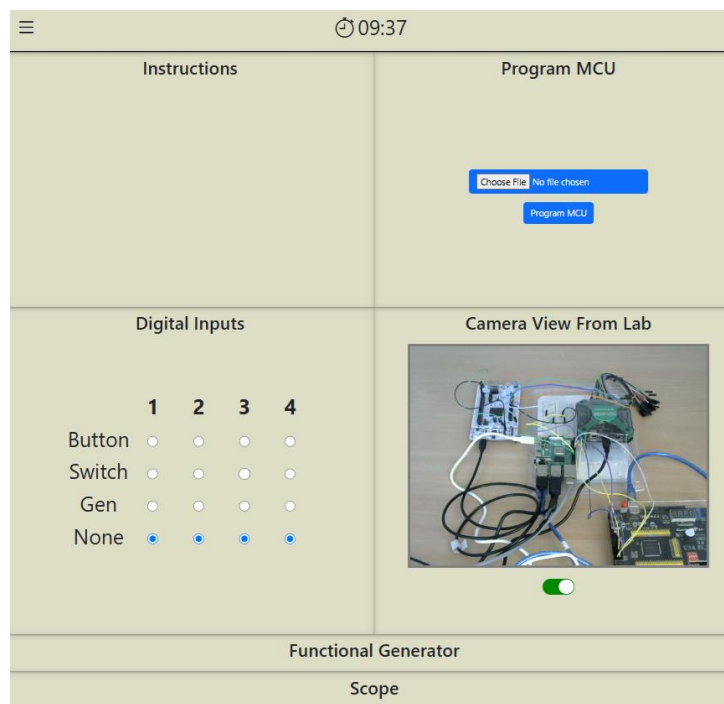 ☰ 09:37
Instructions
Program MCU
Choose File No file chosen
Program MCU
Digital Inputs
1 2 3 4
Button
Switch
Gen
None
Camera View From Lab
Functional Generator
Scope